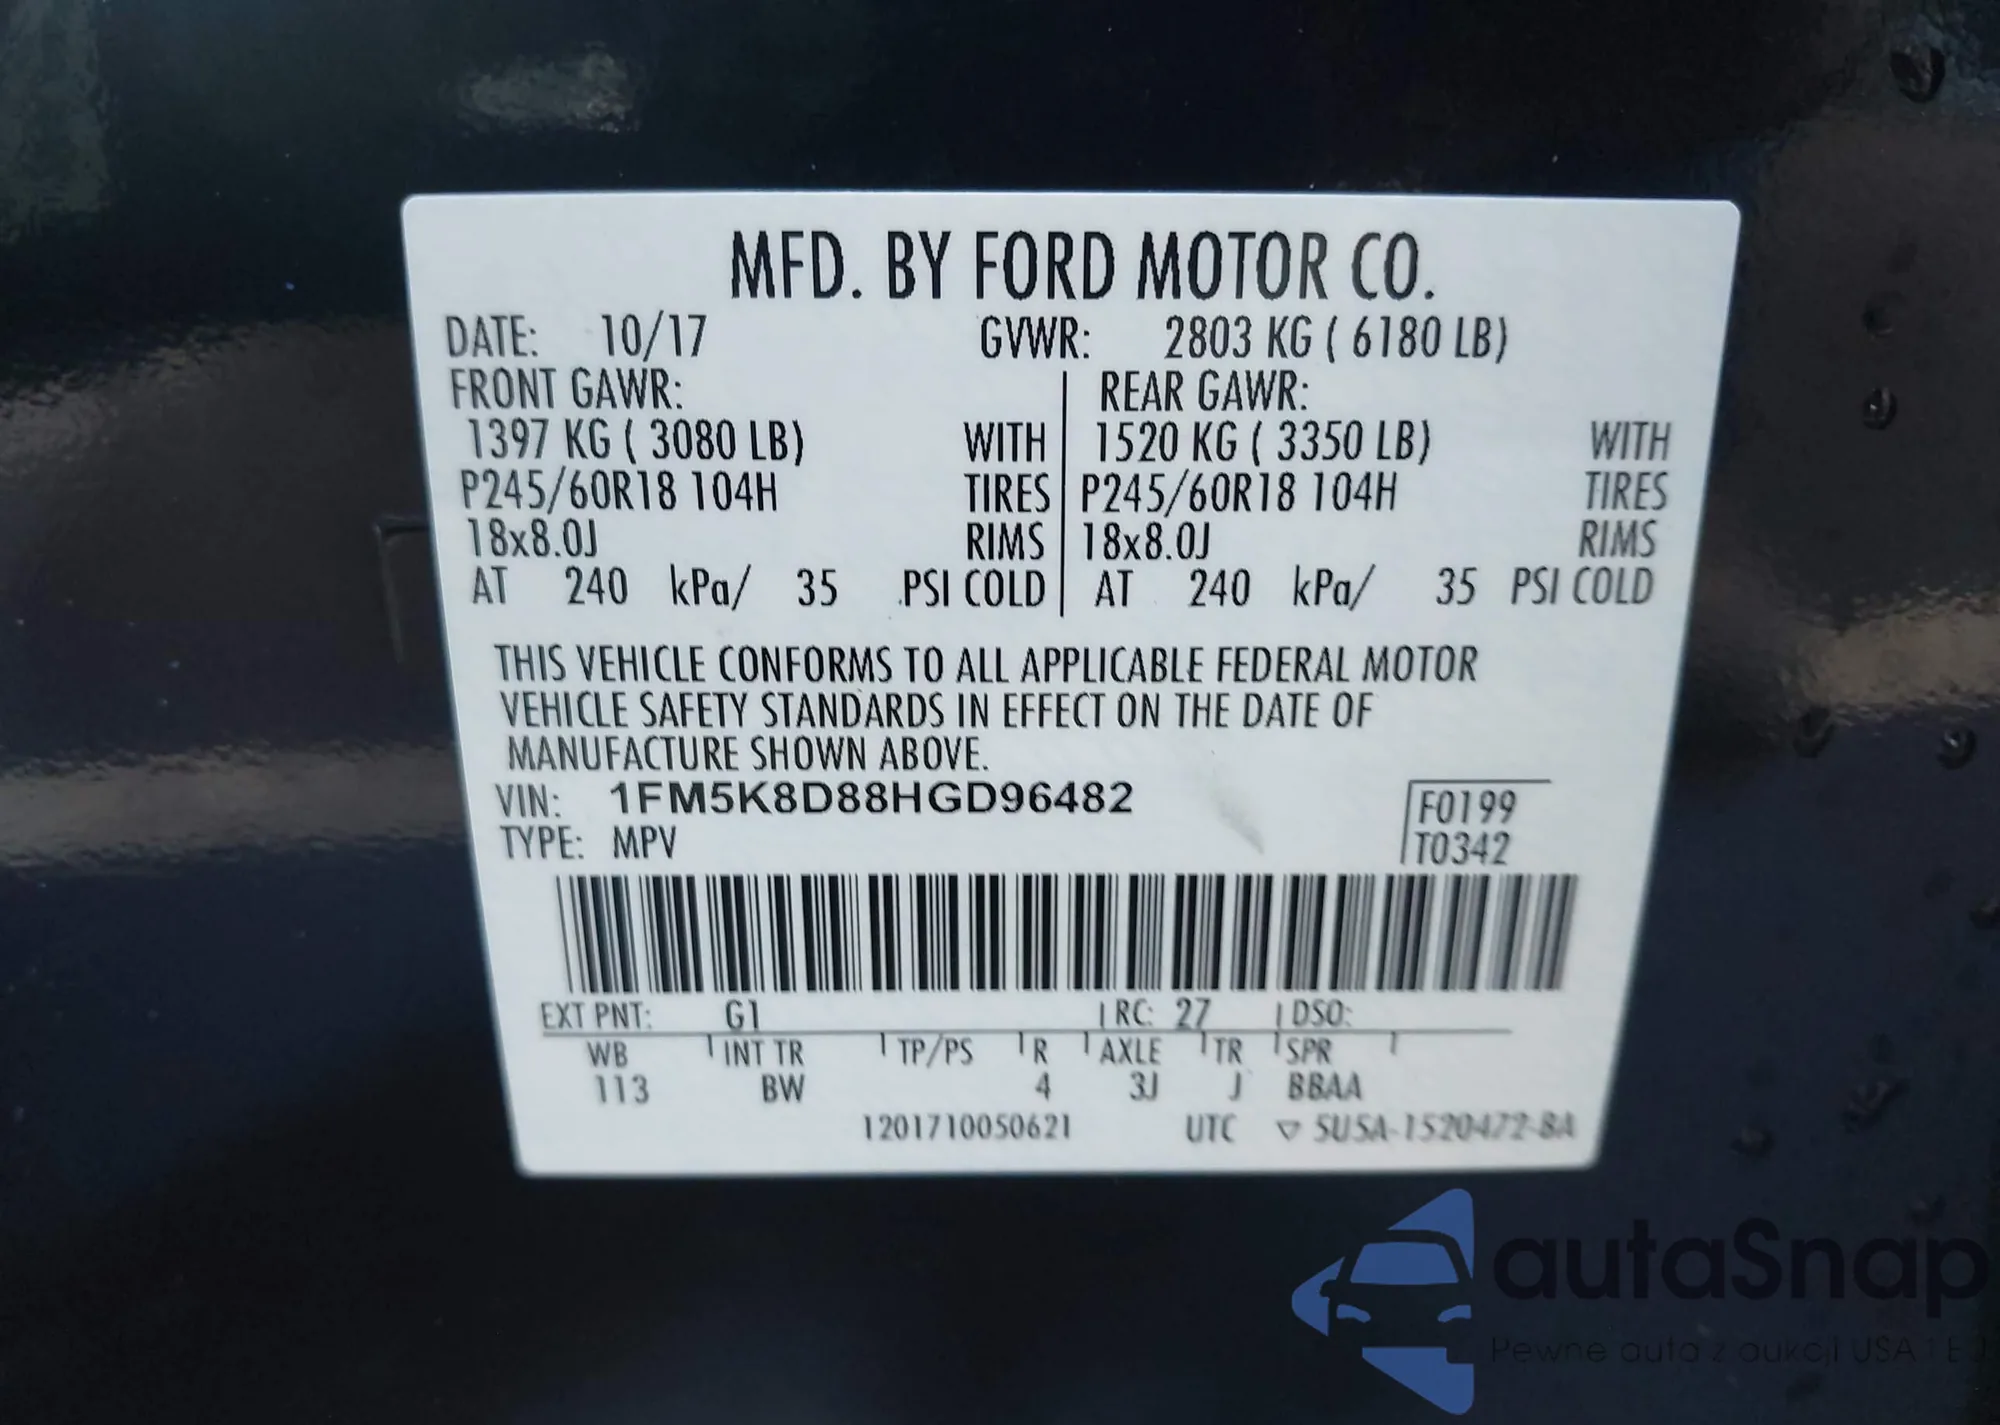 MFD. BY FORD MOTOR CO.
DATE: 10/17 GVWR: 2803 KG ( 6180 LB)
FRONT GAWR: REAR GAWR:
1397 KG ( 3080 LB) WITH 1520 KG ( 3350 LB) WITH
P245/60R18 104H TIRES P245/60R18 104H TIRES
18x8.0J RIMS 18x8.0J RIMS
AT 240 kPa/ 35 PSI COLD AT 240 kPa/ 35 PSI COLD
THIS VEHICLE CONFORMS TO ALL APPLICABLE FEDERAL MOTOR
VEHICLE SAFETY STANDARDS IN EFFECT ON THE DATE OF
MANUFACTURE SHOWN ABOVE.
VIN: 1FM5K8D88HGD96482 F0199
TYPE: MPV T0342
EXT PNT: G1 RC: 27 DSO:
WB INT TR TP/PS R AXLE TR SPR
113 BW 4 3J J BBAA
1201710050621 UTC ▽ SU5A-1520472-BA
autaSnap
Pewne auta z aukcji USA i E